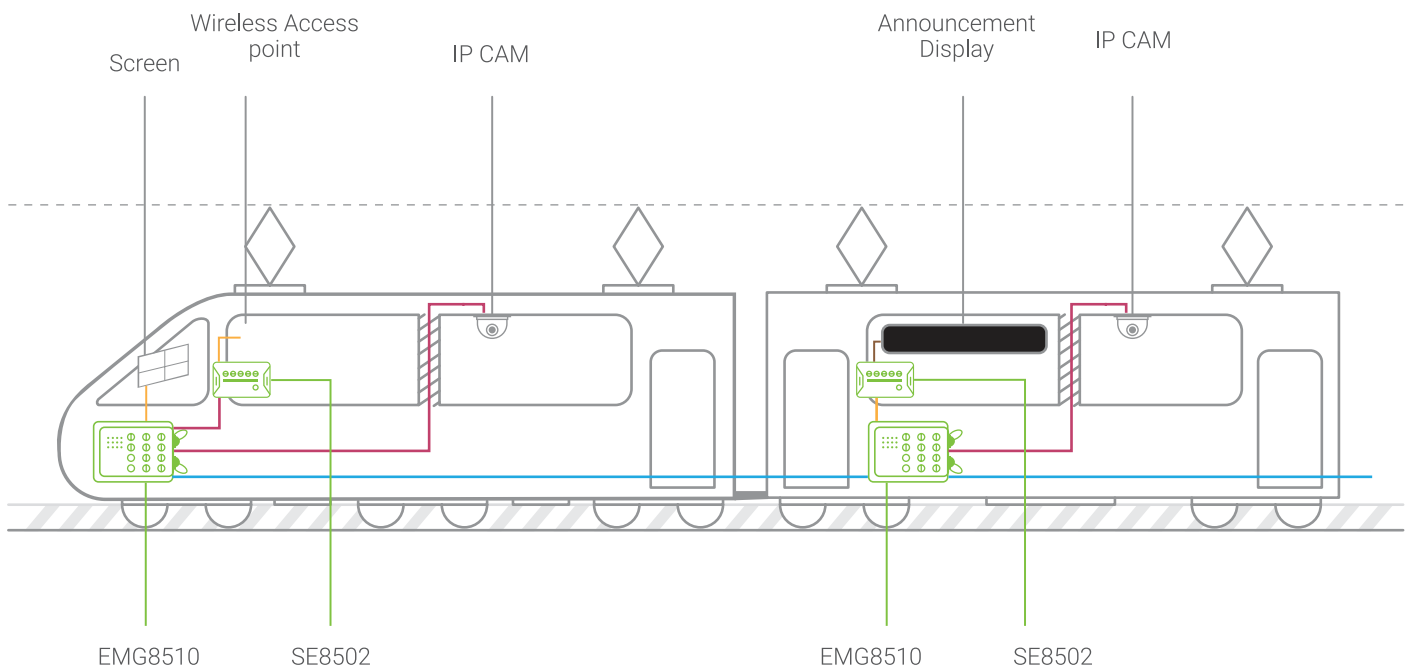 Screen
Wireless Access
point
IP CAM
Announcement
Display
IP CAM
EMG8510
SE8502
EMG8510
SE8502